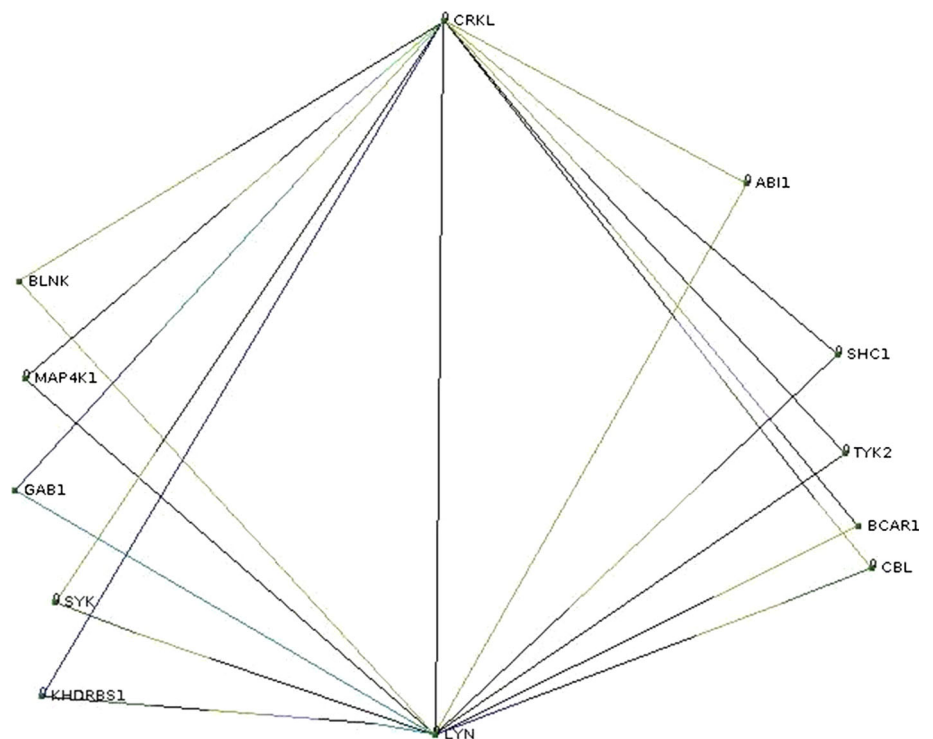 CRKL
ABI1
BLNK
SHC1
MAP4K1
TYK2
GAB1
BCAR1
CBL
SYK
KHDRBS1
LYN